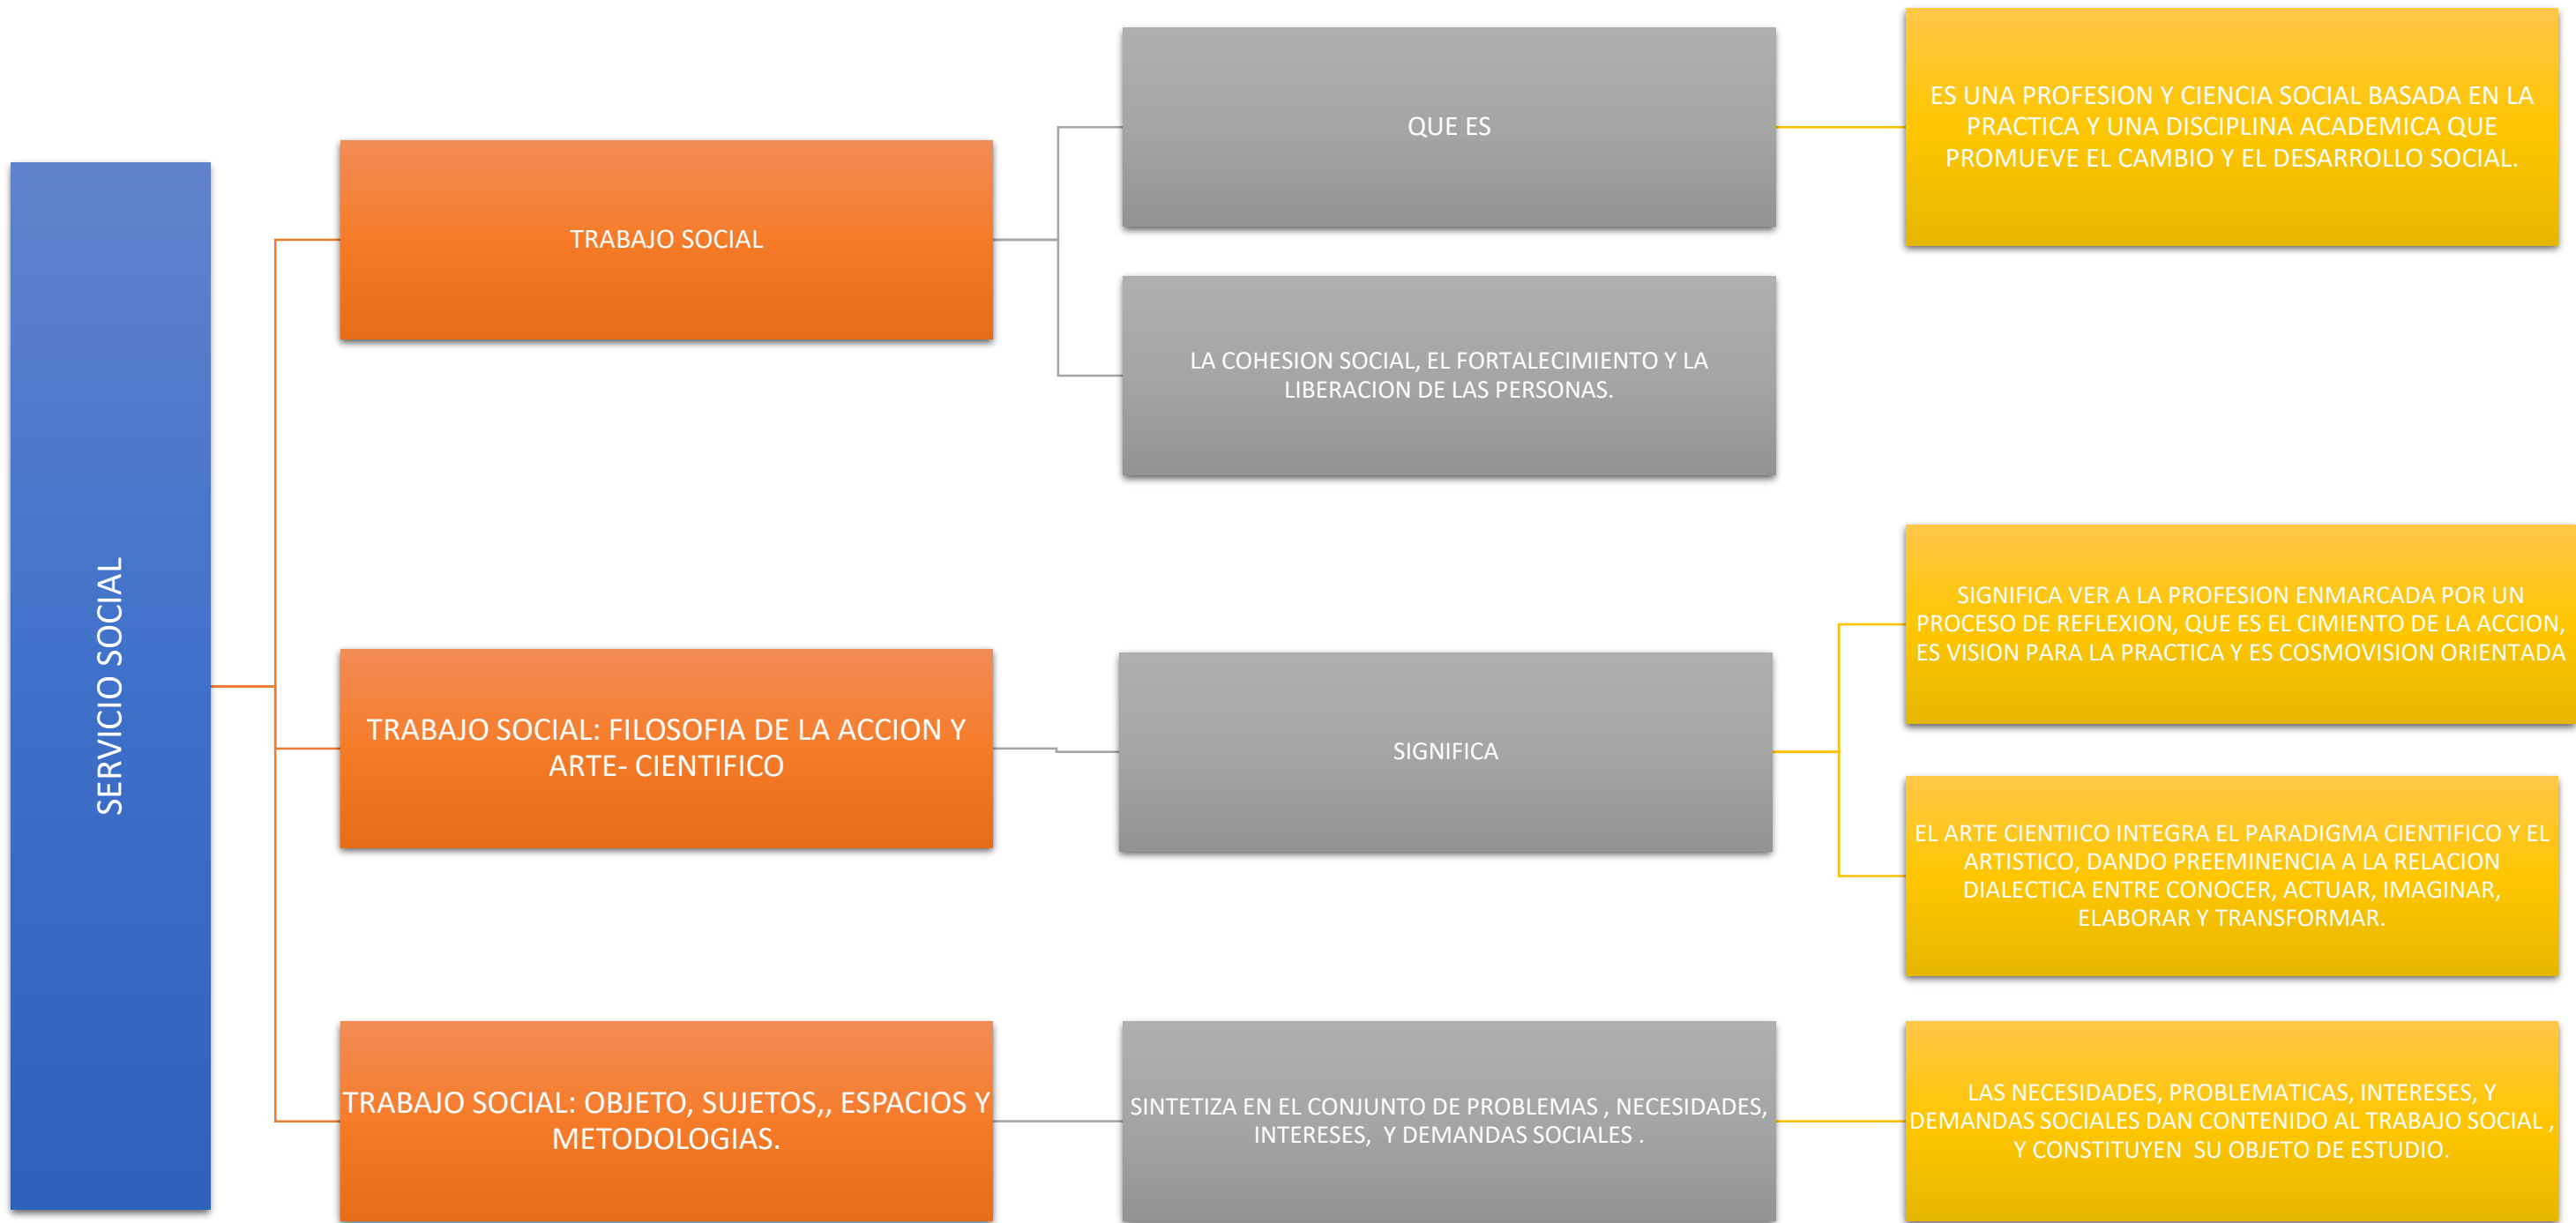 SERVICIO SOCIAL
TRABAJO SOCIAL
QUE ES
ES UNA PROFESION Y CIENCIA SOCIAL BASADA EN LA
PRACTICA Y UNA DISCIPLINA ACADEMICA QUE
PROMUEVE EL CAMBIO Y EL DESARROLLO SOCIAL.
LA COHESION SOCIAL, EL FORTALECIMIENTO Y LA
LIBERACION DE LAS PERSONAS.
TRABAJO SOCIAL: FILOSOFIA DE LA ACCION Y
ARTE- CIENTIFICO
SIGNIFICA
SIGNIFICA VER A LA PROFESION ENMARCADA POR UN
PROCESO DE REFLEXION, QUE ES EL CIMIENTO DE LA ACCION,
ES VISION PARA LA PRACTICA Y ES COSMOVISION ORIENTADA
EL ARTE CIENTIICO INTEGRA EL PARADIGMA CIENTIFICO Y EL
ARTISTICO, DANDO PREEMINENCIA A LA RELACION
DIALECTICA ENTRE CONOCER, ACTUAR, IMAGINAR,
ELABORAR Y TRANSFORMAR.
TRABAJO SOCIAL: OBJETO, SUJETOS,, ESPACIOS Y
METODOLOGIAS.
SINTETIZA EN EL CONJUNTO DE PROBLEMAS , NECESIDADES,
INTERESES, Y DEMANDAS SOCIALES .
LAS NECESIDADES, PROBLEMATICAS, INTERESES, Y
DEMANDAS SOCIALES DAN CONTENIDO AL TRABAJO SOCIAL ,
Y CONSTITUYEN SU OBJETO DE ESTUDIO.